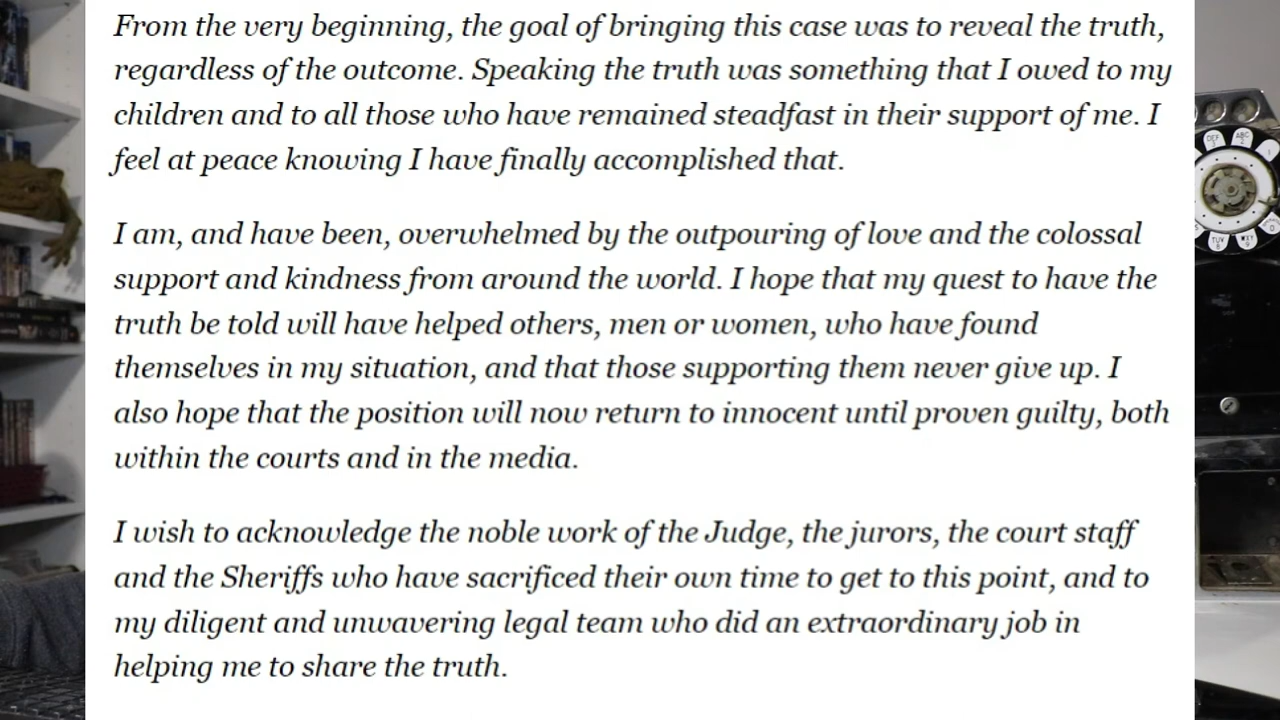 From the very beginning, the goal of bringing this case was to reveal the truth,
regardless of the outcome. Speaking the truth was something that I owed to my
children and to all those who have remained steadfast in their support of me. I
feel at peace knowing I have finally accomplished that.
I am, and have been, overwhelmed by the outpouring of love and the colossal
support and kindness from around the world. I hope that my quest to have the
truth be told will have helped others, men or women, who have found
themselves in my situation, and that those supporting them never give up. I
also hope that the position will now return to innocent until proven guilty, both
within the courts and in the media.
I wish to acknowledge the noble work of the Judge, the jurors, the court staff
and the Sheriffs who have sacrificed their own time to get to this point, and to
my diligent and unwavering legal team who did an extraordinary job in
helping me to share the truth.
DEF
ABC
TUV
WXY